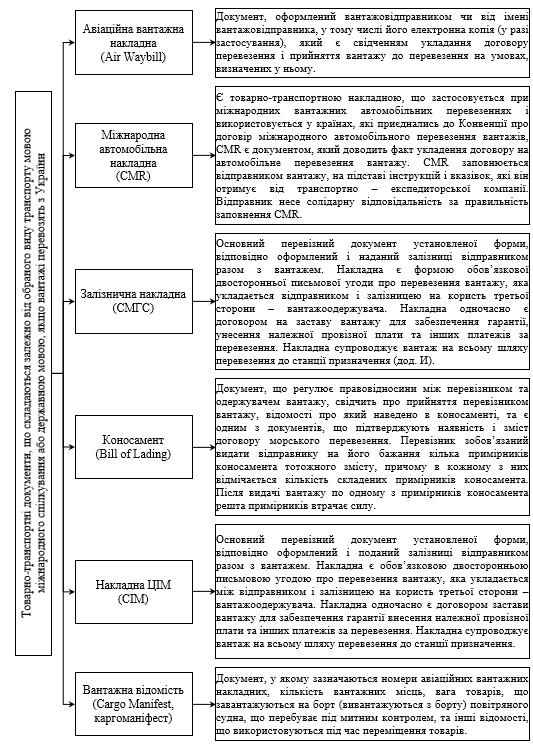 Товарно-транспортні документи, що складаються залежно від обраного виду транспорту мовою
міжнародного спілкування або державною мовою, якщо вантажі перевозять з України
Авіаційна вантажна
накладна
(Air Waybill)
Документ, оформлений вантажовідправником чи від імені
вантажовідправника, у тому числі його електронна копія (у разі
застосування), який є свідченням укладання договору
перевезення і прийняття вантажу до перевезення на умовах,
визначених у ньому.
Міжнародна
автомобільна
накладна
(CMR)
Є товарно-транспортною накладною, що застосовується при
міжнародних вантажних автомобільних перевезеннях і
використовується у країнах, які приєднались до Конвенції про
договір міжнародного автомобільного перевезення вантажів,
CMR є документом, який доводить факт укладення договору на
автомобільне перевезення вантажу. CMR заповнюється
відправником вантажу, на підставі інструкцій і вказівок, які він
отримує від транспортно – експедиторської компанії.
Відправник несе солідарну відповідальність за правильність
заповнення CMR.
Залізнична накладна
(СМГС)
Основний перевізний документ установленої форми,
відповідно оформлений і наданий залізниці відправником
разом з вантажем. Накладна є формою обов’язкової
двосторонньої письмової угоди про перевезення вантажу, яка
укладається відправником і залізницею на користь третьої
сторони – вантажоодержувача. Накладна одночасно є
договором на заставу вантажу для забезпечення гарантії,
унесення належної провізної плати та інших платежів за
перевезення. Накладна супроводжує вантаж на всьому шляху
перевезення до станції призначення (дод. И).
Коносамент
(Bill of Lading)
Документ, що регулює правовідносини між перевізником та
одержувачем вантажу, свідчить про прийняття перевізником
вантажу, відомості про який наведено в коносаменті, та є
одним з документів, що підтверджують наявність і зміст
договору морського перевезення. Перевізник зобов’язаний
видати відправнику на його бажання кілька примірників
коносамента тотожного змісту, причому в кожному з них
відмічається кількість складених примірників коносамента.
Після видачі вантажу по одному з примірників коносамента
решта примірників втрачає силу.
Накладна ЦІМ
(CIM)
Основний перевізний документ установленої форми,
відповідно оформлений і поданий залізниці відправником
разом з вантажем. Накладна є обов’язковою двосторонньою
письмовою угодою про перевезення вантажу, яка укладається
між відправником і залізницею на користь третьої сторони –
вантажоодержувача. Накладна одночасно є договором застави
вантажу для забезпечення гарантії внесення належної провізної
плати та інших платежів за перевезення. Накладна супроводжує
вантаж на всьому шляху перевезення до станції призначення.
Вантажна відомість
(Cargo Manifest,
каргоманіфест)
Документ, у якому зазначаються номери авіаційних вантажних
накладних, кількість вантажних місць, вага товарів, що
завантажуються на борт (вивантажуються з борту) повітряного
судна, що перебуває під митним контролем, та інші відомості,
що використовуються під час переміщення товарів.